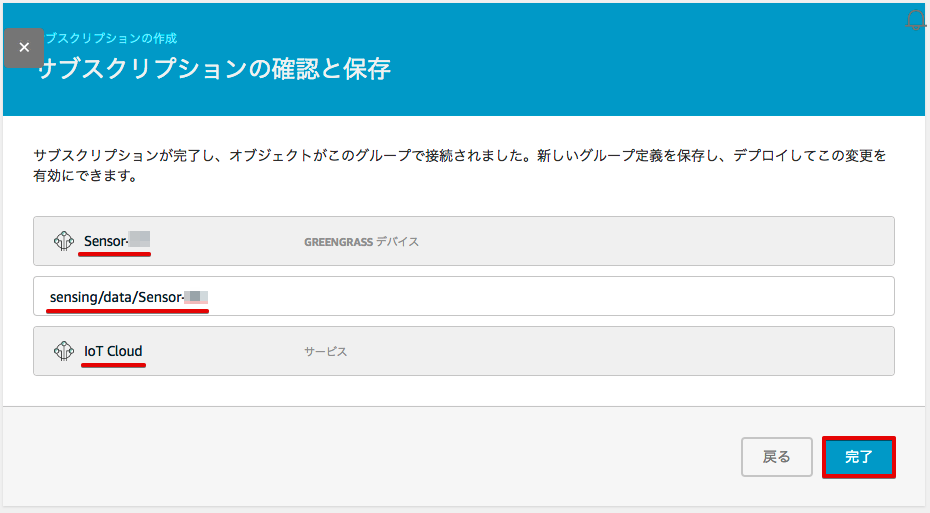 ブスクリプションの作成
サブスクリプションの確認と保存
サブスクリプションが完了し、オブジェクトがこのグループで接続されました。新しいグループ定義を保存し、デプロイしてこの変更を
有効にできます。
Sensor- GREENGRASS デバイス
sensing/data/Sensor-
IoT Cloud サービス
戻る 完了